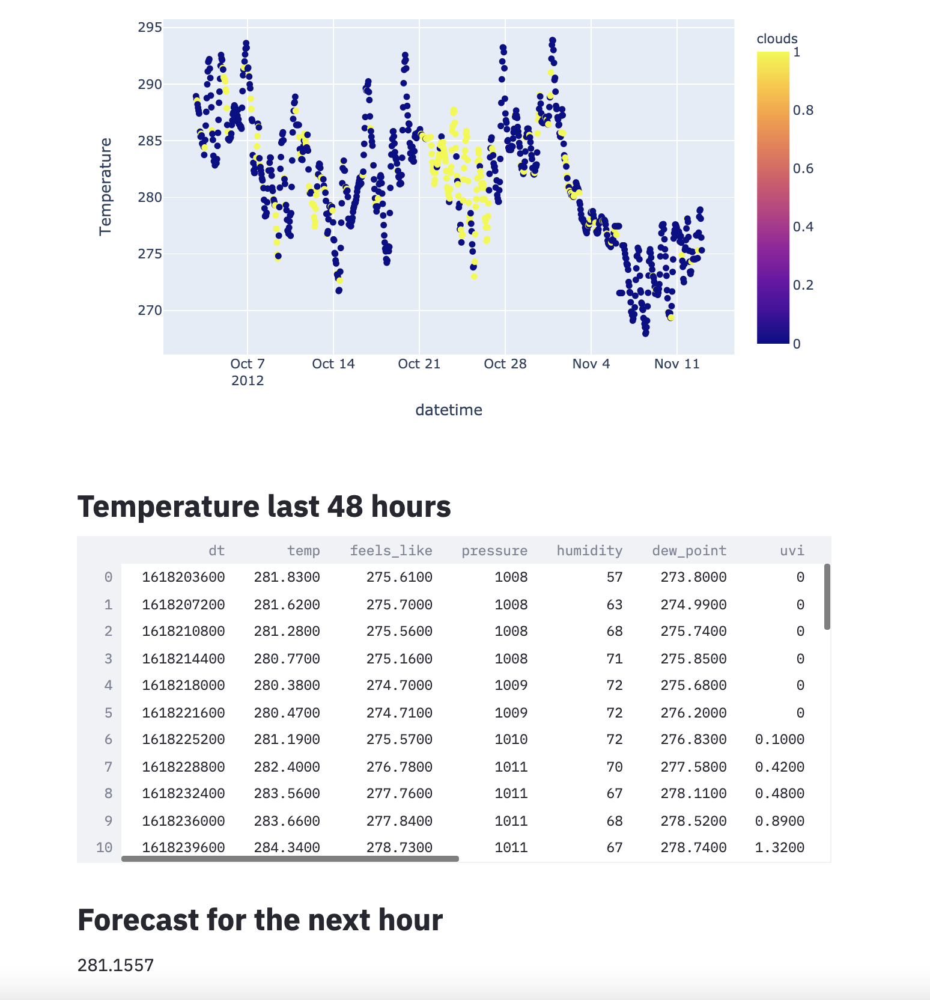 295
290
285
280
275
270
Temperature
Oct 7
2012
Oct 14
Oct 21
Oct 28
Nov 4
Nov 11
datetime
clouds
1
0.8
0.6
0.4
0.2
0
Temperature last 48 hours
dt temp feels_like pressure humidity dew_point uvi
0 1618203600 281.8300 275.6100 1008 57 273.8000 0
1 1618207200 281.6200 275.7000 1008 63 274.9900 0
2 1618210800 281.2800 275.5600 1008 68 275.7400 0
3 1618214400 280.7700 275.1600 1008 71 275.8500 0
4 1618218000 280.3800 274.7000 1009 72 275.6800 0
5 1618221600 280.4700 274.7100 1009 72 276.2000 0
6 1618225200 281.1900 275.5700 1010 72 276.8300 0.1000
7 1618228800 282.4000 276.7800 1011 70 277.5800 0.4200
8 1618232400 283.5600 277.7600 1011 67 278.1100 0.4800
9 1618236000 283.6600 277.8400 1011 68 278.5200 0.8900
10 1618239600 284.3400 278.7300 1011 67 278.7400 1.3200
Forecast for the next hour
281.1557